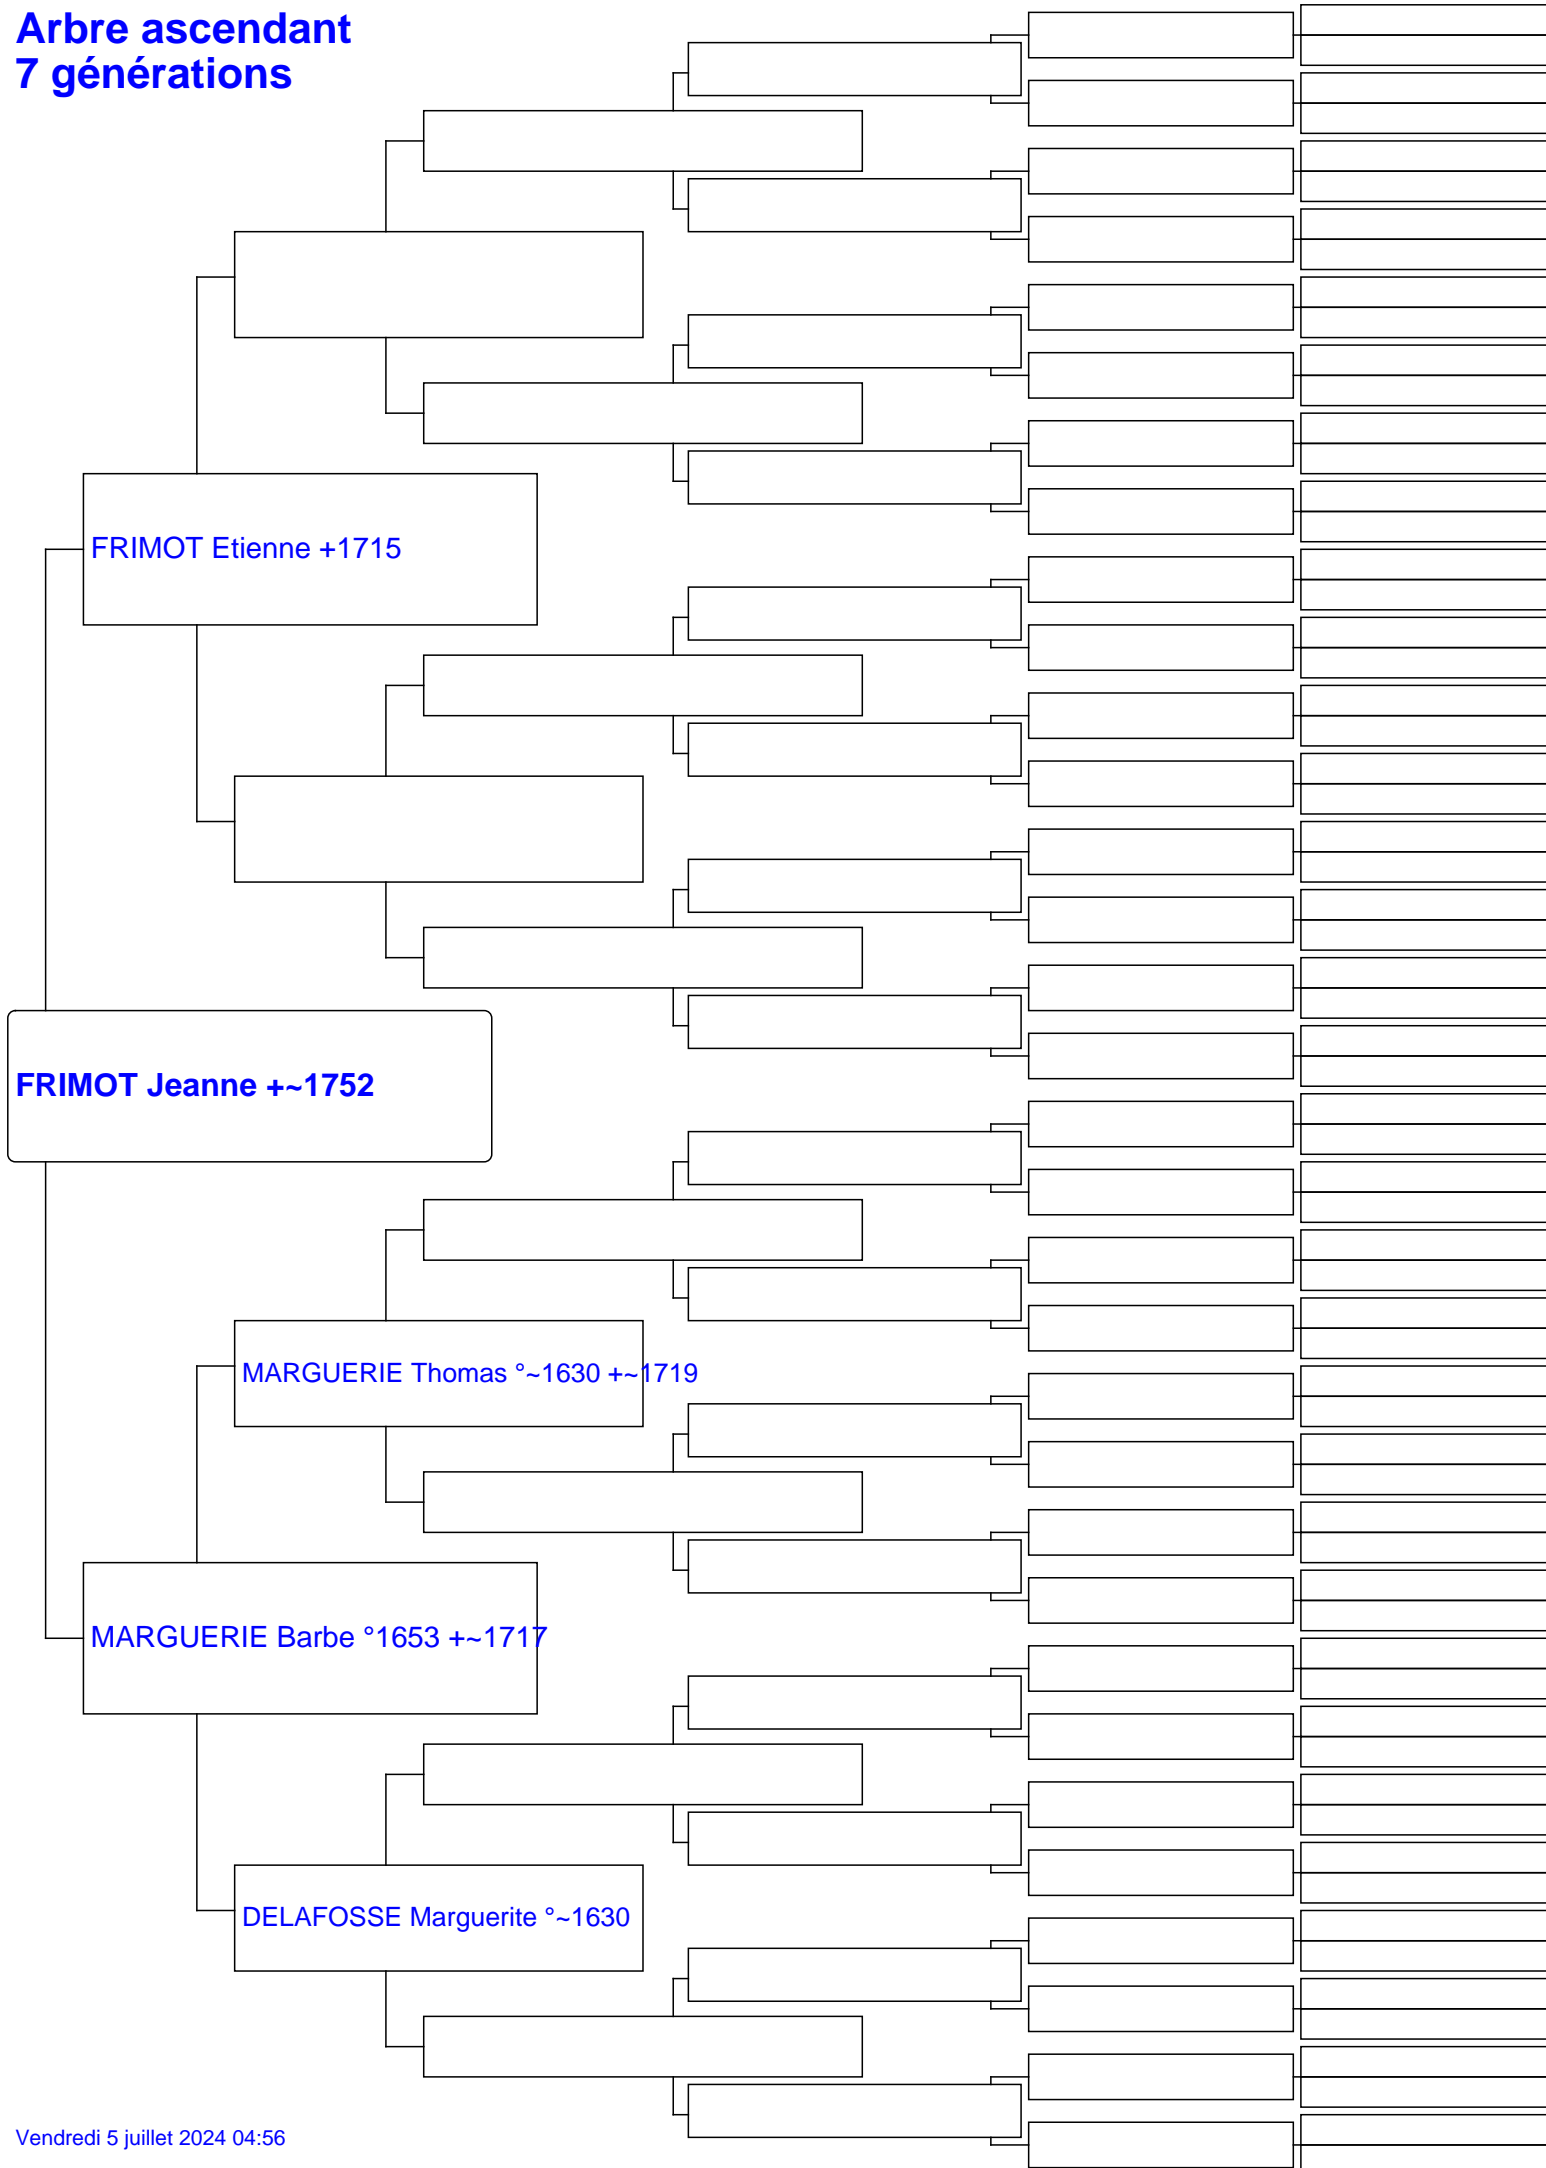 Arbre ascendant
7 générations
FRIMOT Etienne +1715
FRIMOT Jeanne +~1752
MARGUERIE Thomas °~1630 +~1719
MARGUERIE Barbe °1653 +~1717
DELAFOSSE Marguerite °~1630
Vendredi 5 juillet 2024 04:56